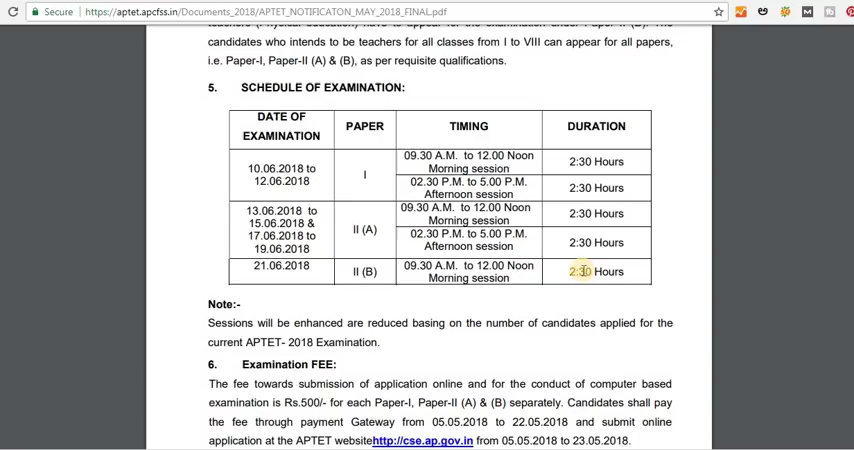 Secure | https://aptet.apcfss.in/Documents_2018/APTET_NOTIFICATON_MAY_2018_FINAL.pdf
candidates who intends to be teachers for all classes from I to VIII can appear for all papers,
i.e. Paper-I, Paper-II (A) & (B), as per requisite qualifications.
5. SCHEDULE OF EXAMINATION:
DATE OF EXAMINATION PAPER TIMING DURATION
10.06.2018 to 12.06.2018 I
09.30 A.M. to 12.00 Noon Morning session 2:30 Hours
02.30 P.M. to 5.00 P.M. Afternoon session 2:30 Hours
13.06.2018 to 15.06.2018 & 17.06.2018 to 19.06.2018 II (A)
09.30 A.M. to 12.00 Noon Morning session 2:30 Hours
02.30 P.M. to 5.00 P.M. Afternoon session 2:30 Hours
21.06.2018 II (B) 09.30 A.M. to 12.00 Noon Morning session 2:30 Hours
Note:-
Sessions will be enhanced are reduced basing on the number of candidates applied for the
current APTET- 2018 Examination.
6. Examination FEE:
The fee towards submission of application online and for the conduct of computer based
examination is Rs.500/- for each Paper-I, Paper-II (A) & (B) separately. Candidates shall pay
the fee through payment Gateway from 05.05.2018 to 22.05.2018 and submit online
application at the APTET websitehttp://cse.ap.gov.in from 05.05.2018 to 23.05.2018.